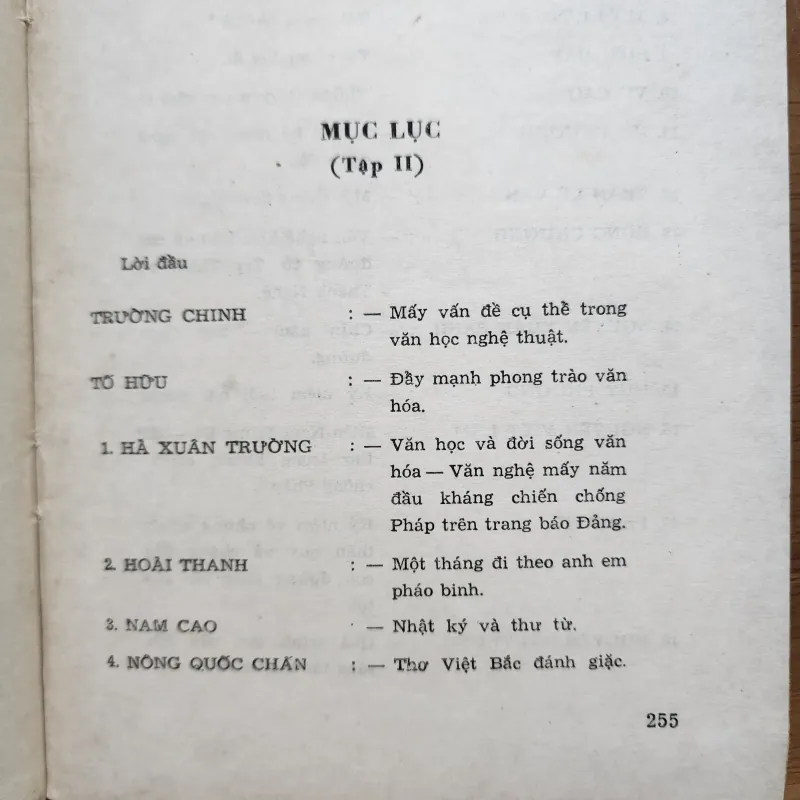 MỤC LỤC
(Tập II)
Lời đầu
TRƯỜNG CHINH : — Mấy vấn đề cụ thể trong
văn học nghệ thuật.
TỐ HỮU : — Đẩy mạnh phong trào văn
hóa.
1. HÀ XUÂN TRƯỜNG : — Văn học và đời sống văn
hóa — Văn nghệ mấy năm
đầu kháng chiến chống
Pháp trên trang báo Đảng.
2. HOÀI THANH : — Một tháng đi theo anh em
pháo binh.
3. NAM CAO — Nhật ký và thư từ.
4. NÔNG QUỐC CHẤN : — Thơ Việt Bắc đánh giặc.
255